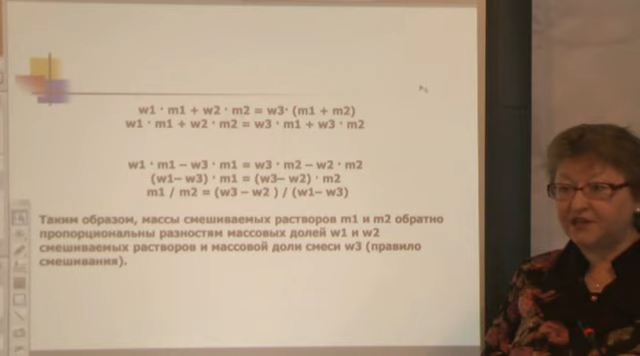 w1 · m1 + w2 · m2 = w3· (m1 + m2)
w1 · m1 + w2 · m2 = w3 · m1 + w3 · m2
w1 · m1 – w3 · m1 = w3 · m2 – w2 · m2
(w1– w3) · m1 = (w3– w2) · m2
m1 / m2 = (w3 – w2 ) / (w1– w3)
Таким образом, массы смешиваемых растворов m1 и m2 обратно
пропорциональны разностям массовых долей w1 и w2
смешиваемых растворов и массовой доли смеси w3 (правило
смешивания).